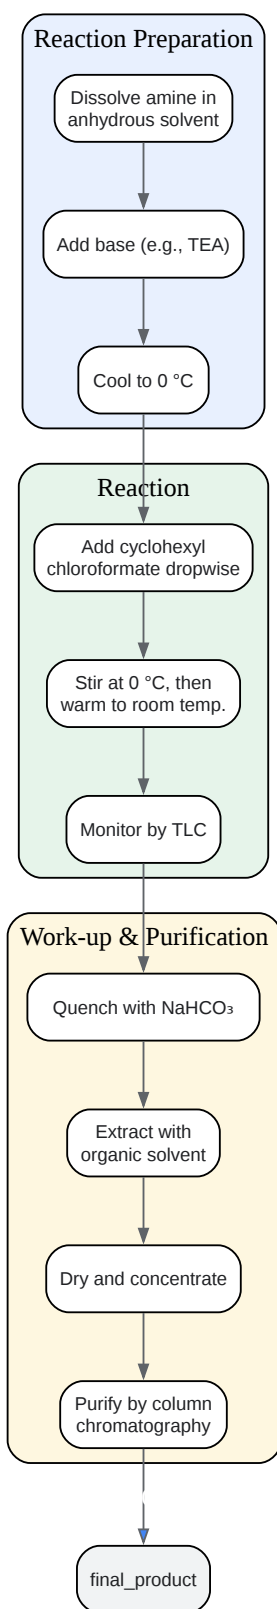 Reaction Preparation
Dissolve amine in
anhydrous solvent
Add base (e.g., TEA)
Cool to 0 °C
Reaction
Add cyclohexyl
chloroformate dropwise
Stir at 0 °C, then
warm to room temp.
Monitor by TLC
Work-up & Purification
Quench with NaHCO₃
Extract with
organic solvent
Dry and concentrate
Purify by column
chromatography
final_product